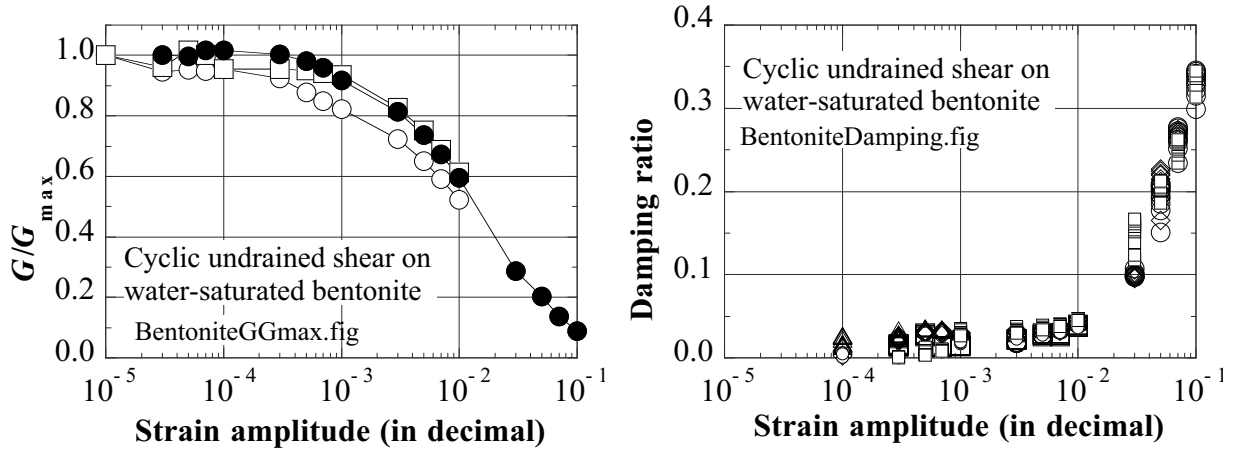 1.0
0.8
0.6
0.4
0.2
0.0
G/G max
Cyclic undrained shear on
water-saturated bentonite
BentoniteGGmax.fig
10-5 10-4 10-3 10-2 10-1
Strain amplitude (in decimal)
0.4
0.3
0.2
0.1
0.0
Damping ratio
Cyclic undrained shear on
water-saturated bentonite
BentoniteDamping.fig
10-5 10-4 10-3 10-2 10-1
Strain amplitude (in decimal)